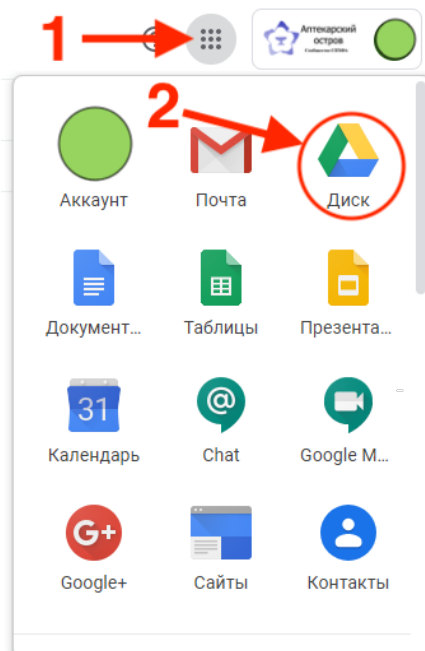 1
Аптекарский
остров
2
Аккаунт
Почта
Диск
Документ...
Таблицы
Презента...
31
Календарь
@
Chat
Google M...
G+
Google+
Сайты
Контакты